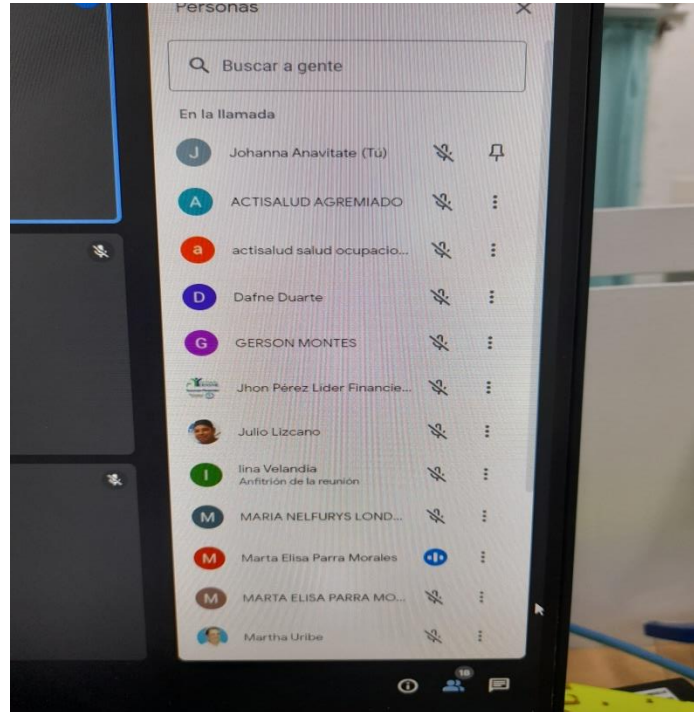 Personas
Buscar a gente
En la llamada
J Johanna Anavitate (Tú)
A ACTISALUD AGREMIADO
a actisalud salud ocupacio...
D Dafne Duarte
G GERSON MONTES
Jhon Pérez Lider Financie...
Julio Lizcano
l lina Velandia
Anfitrión de la reunión
M MARIA NELFURYS LOND...
M Marta Elisa Parra Morales
M MARTA ELISA PARRA MO...
Martha Uribe
18